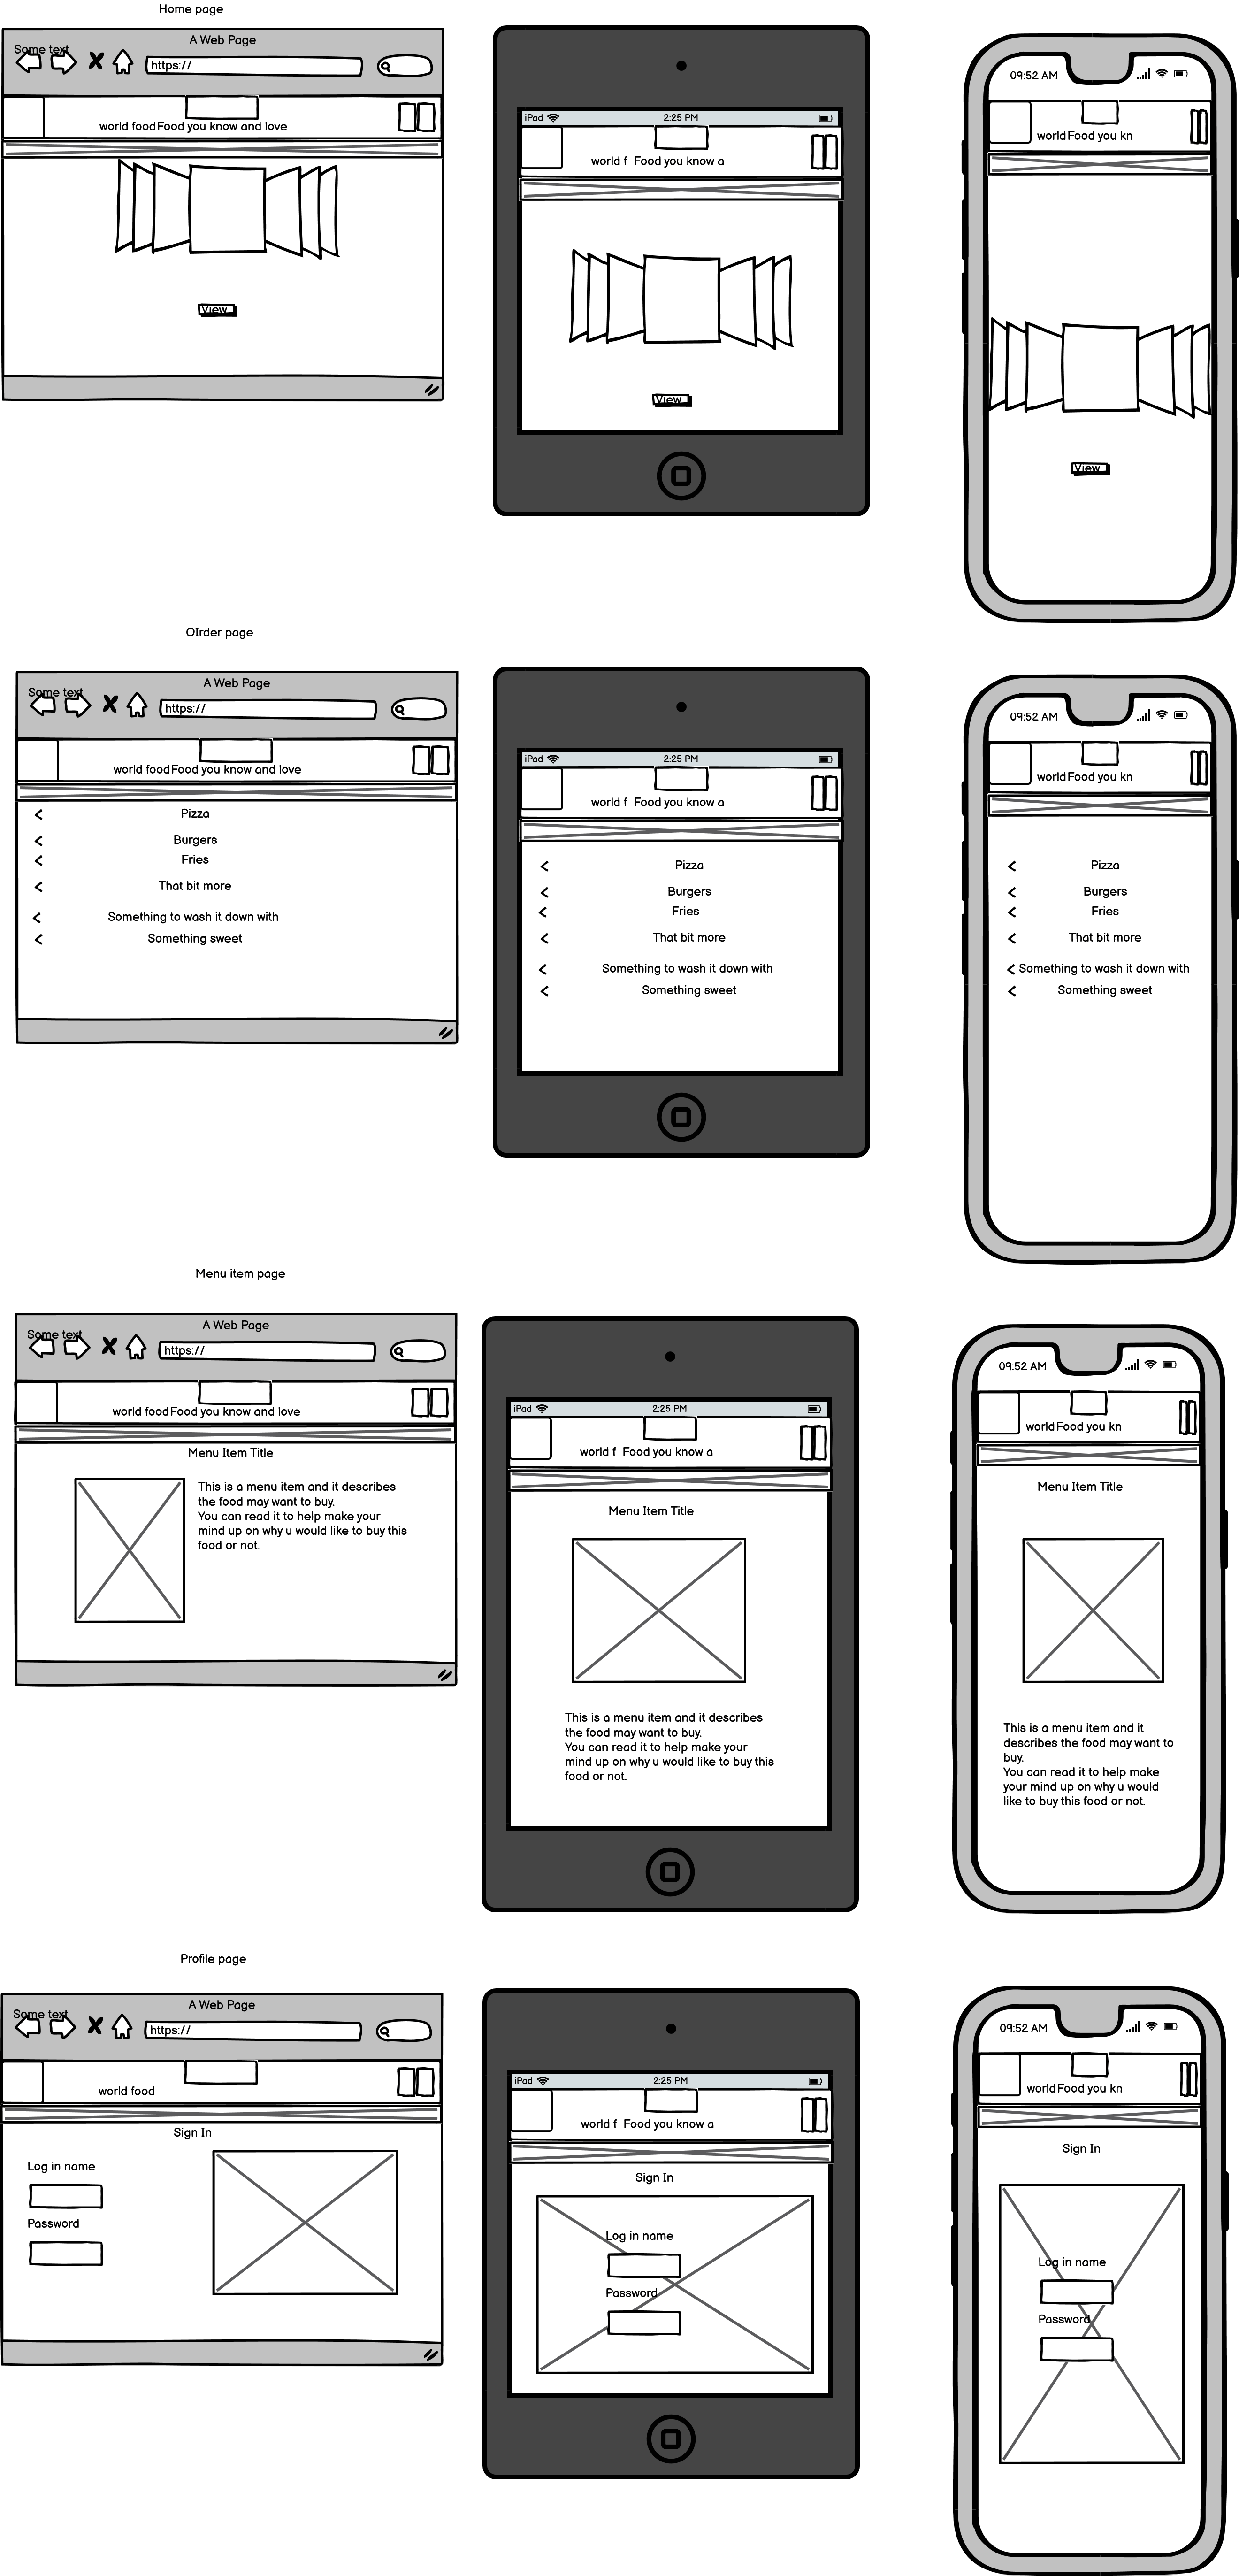 Home page
A Web Page
Some text
https://
world food Food you know and love
View
iPad 2:25 PM
world f Food you know a
View
09:52 AM
world Food you kn
View
OIrder page
A Web Page
Some text
https://
world food Food you know and love
Pizza
Burgers
Fries
That bit more
Something to wash it down with
Something sweet
iPad 2:25 PM
world f Food you know a
Pizza
Burgers
Fries
That bit more
Something to wash it down with
Something sweet
09:52 AM
world Food you kn
Pizza
Burgers
Fries
That bit more
Something to wash it down with
Something sweet
Menu item page
A Web Page
Some text
https://
world food Food you know and love
Menu Item Title
This is a menu item and it describes
the food may want to buy.
You can read it to help make your
mind up on why u would like to buy this
food or not.
iPad 2:25 PM
world f Food you know a
Menu Item Title
This is a menu item and it describes
the food may want to buy.
You can read it to help make your
mind up on why u would like to buy this
food or not.
09:52 AM
world Food you kn
Menu Item Title
This is a menu item and it
describes the food may want to
buy.
You can read it to help make
your mind up on why u would
like to buy this food or not.
Profile page
A Web Page
Some text
https://
world food
Sign In
Log in name
Password
iPad 2:25 PM
world f Food you know a
Sign In
Log in name
Password
09:52 AM
world Food you kn
Sign In
Log in name
Password